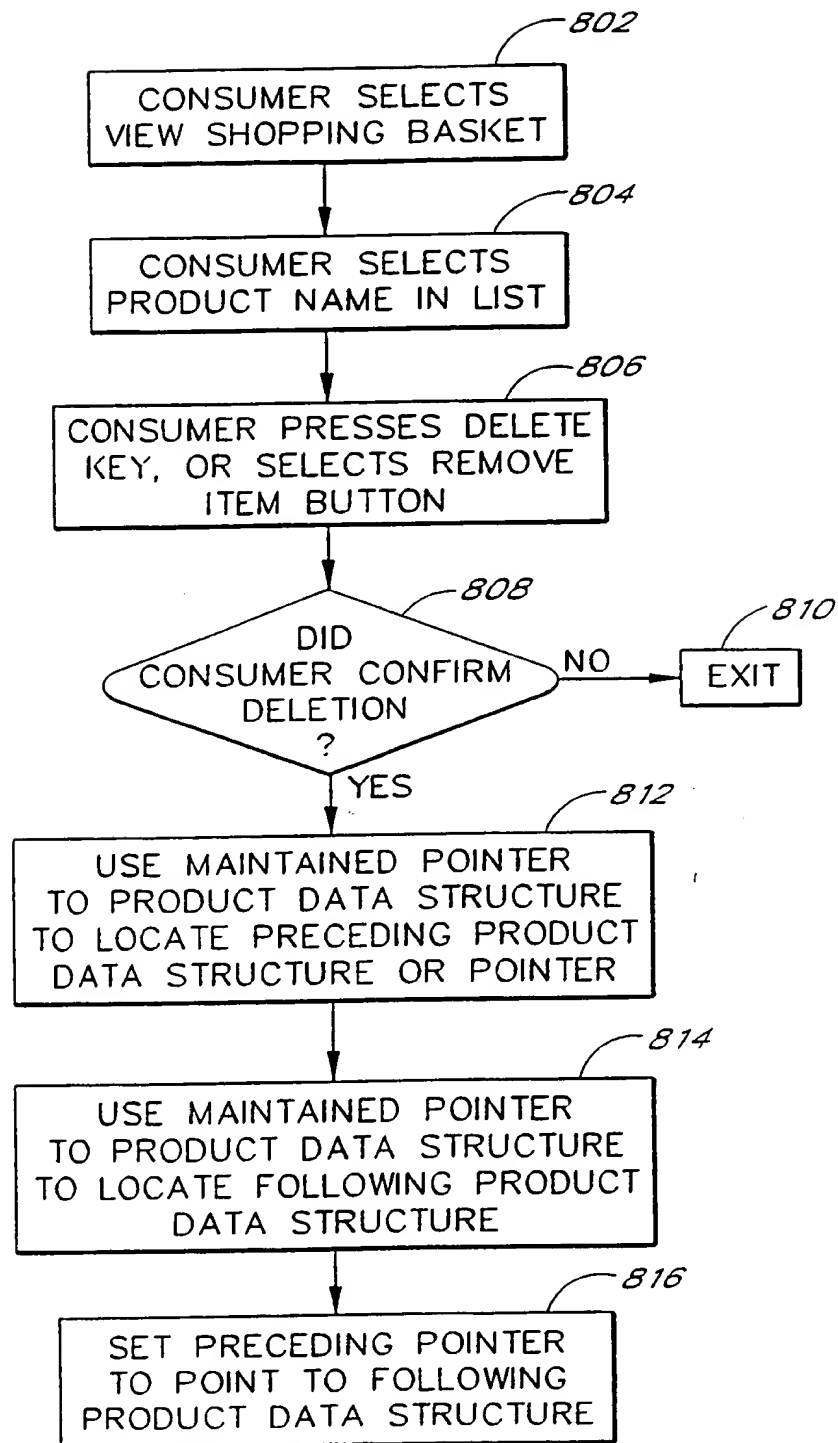 802
CONSUMER SELECTS
VIEW SHOPPING BASKET
804
CONSUMER SELECTS
PRODUCT NAME IN LIST
806
CONSUMER PRESSES DELETE
KEY, OR SELECTS REMOVE
ITEM BUTTON
808
DID
CONSUMER CONFIRM
DELETION
?
NO
810
EXIT
YES
812
USE MAINTAINED POINTER
TO PRODUCT DATA STRUCTURE
TO LOCATE PRECEDING PRODUCT
DATA STRUCTURE OR POINTER
814
USE MAINTAINED POINTER
TO PRODUCT DATA STRUCTURE
TO LOCATE FOLLOWING PRODUCT
DATA STRUCTURE
816
SET PRECEDING POINTER
TO POINT TO FOLLOWING
PRODUCT DATA STRUCTURE